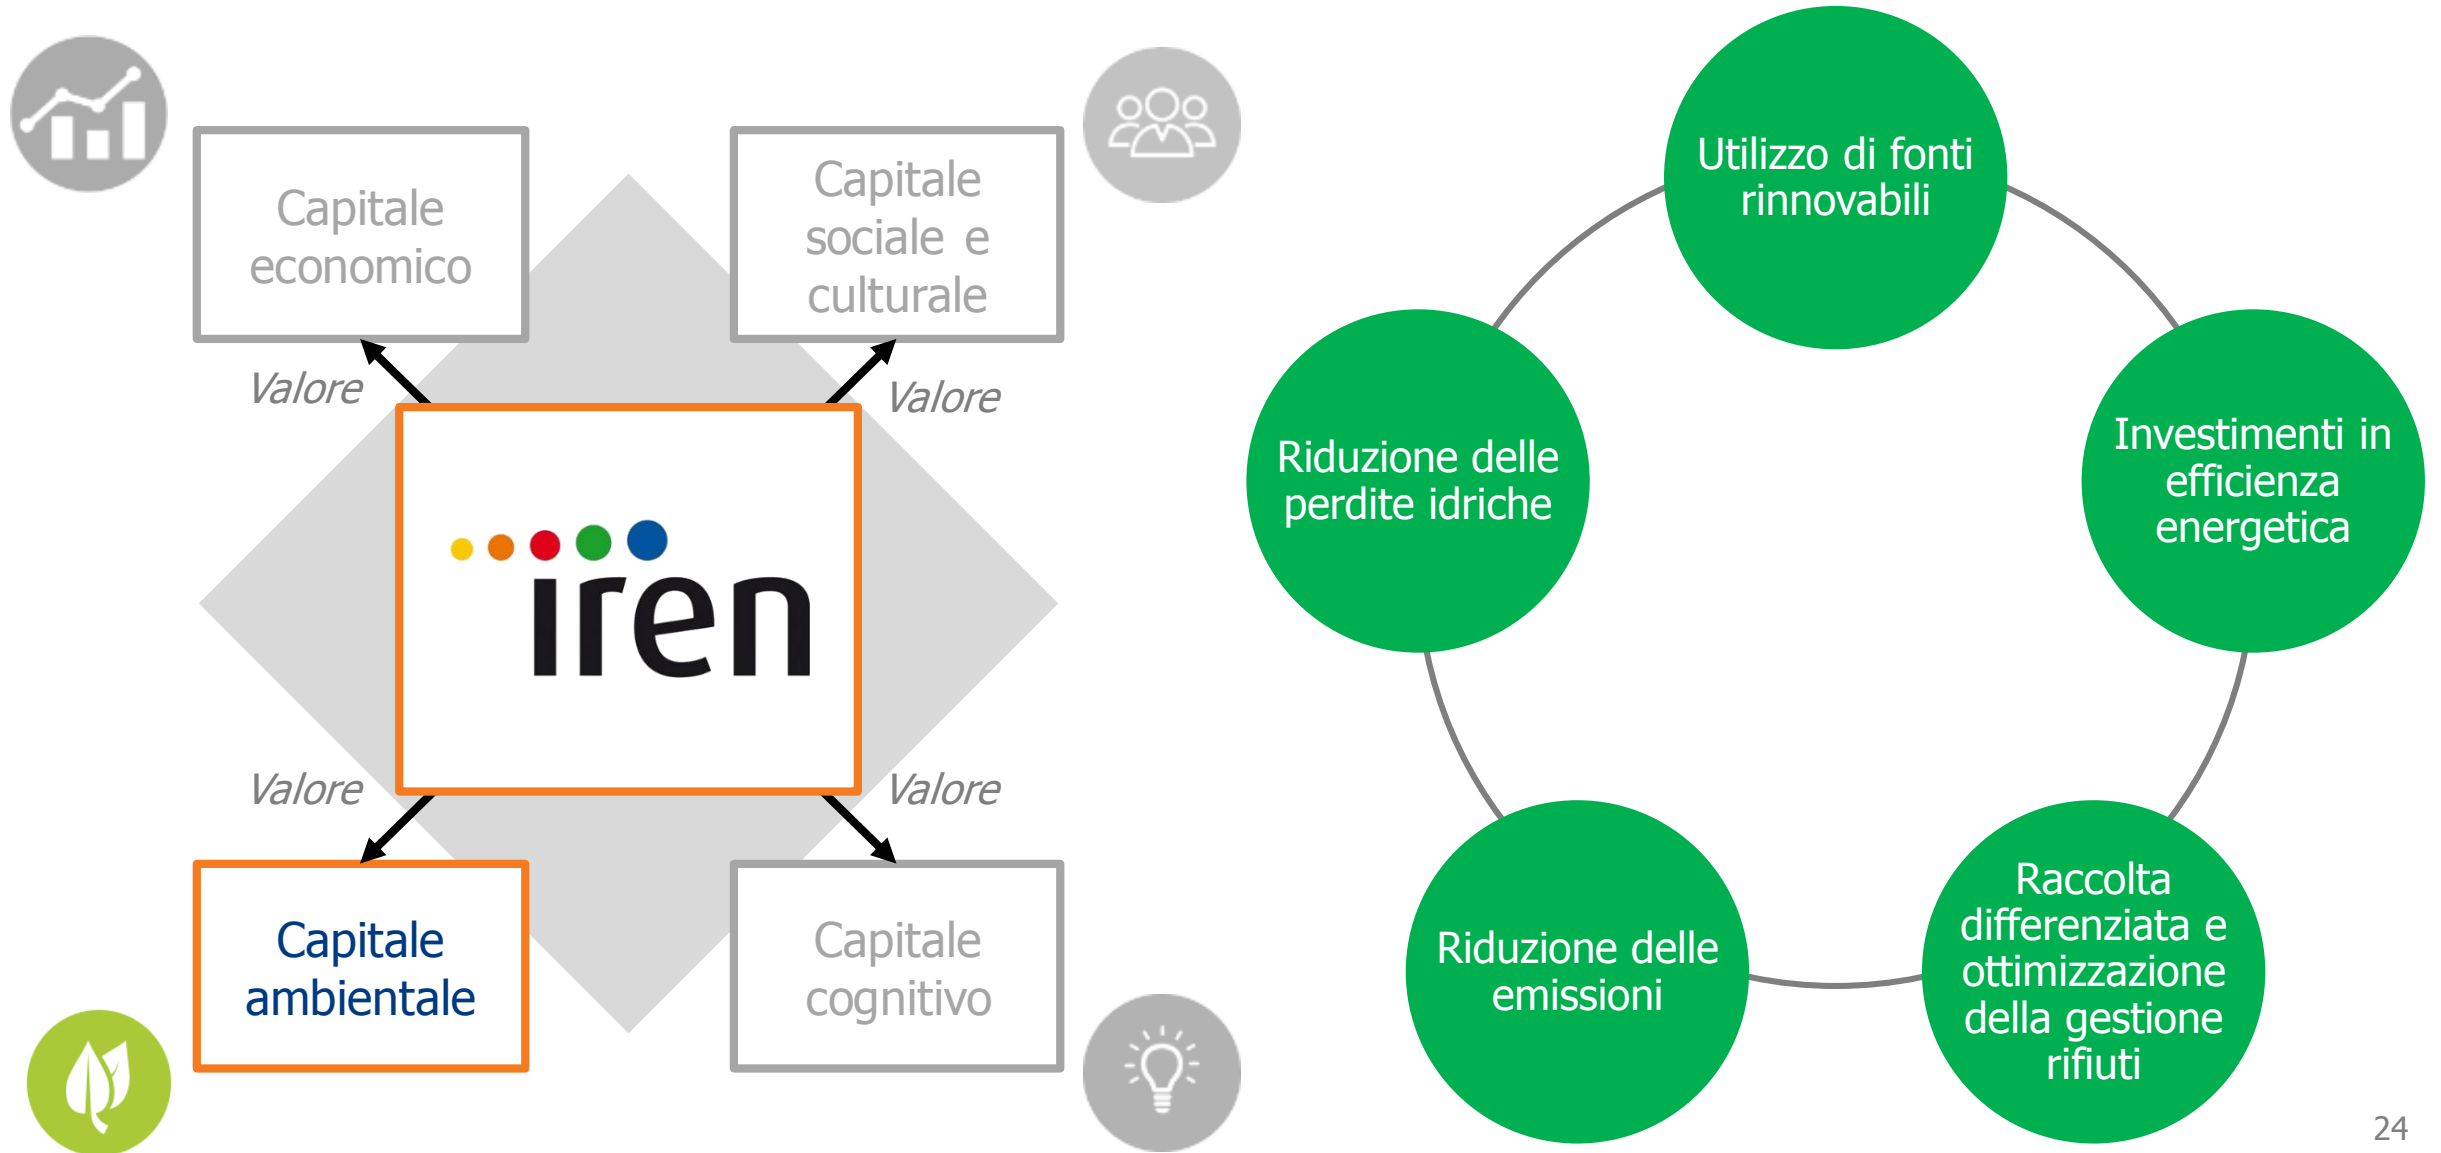 Capitale
economico
Capitale
sociale e
culturale
Valore
Valore
iren
Valore
Valore
Capitale
ambientale
Capitale
cognitivo
Utilizzo di fonti
rinnovabili
Investimenti in
efficienza
energetica
Raccolta
differenziata e
ottimizzazione
della gestione
rifiuti
Riduzione delle
emissioni
Riduzione delle
perdite idriche
24